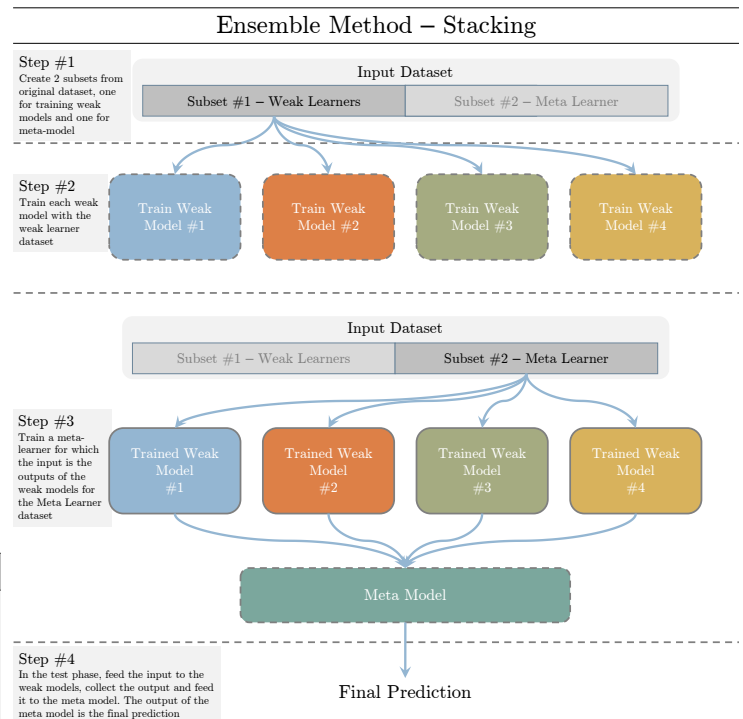 Ensemble Method – Stacking
Step #1
Create 2 subsets from
original dataset, one
for training weak
models and one for
meta-model
Input Dataset
Subset #1 – Weak Learners
Subset #2 – Meta Learner
Step #2
Train each weak
model with the
weak learner
dataset
Train Weak
Model #1
Train Weak
Model #2
Train Weak
Model #3
Train Weak
Model #4
Input Dataset
Subset #1 – Weak Learners
Subset #2 – Meta Learner
Step #3
Train a meta-
learner for which
the input is the
outputs of the
weak models for
the Meta Learner
dataset
Trained Weak
Model
#1
Trained Weak
Model
#2
Trained Weak
Model
#3
Trained Weak
Model
#4
Meta Model
Step #4
In the test phase, feed the input to the
weak models, collect the output and feed
it to the meta model. The output of the
meta model is the final prediction
Final Prediction